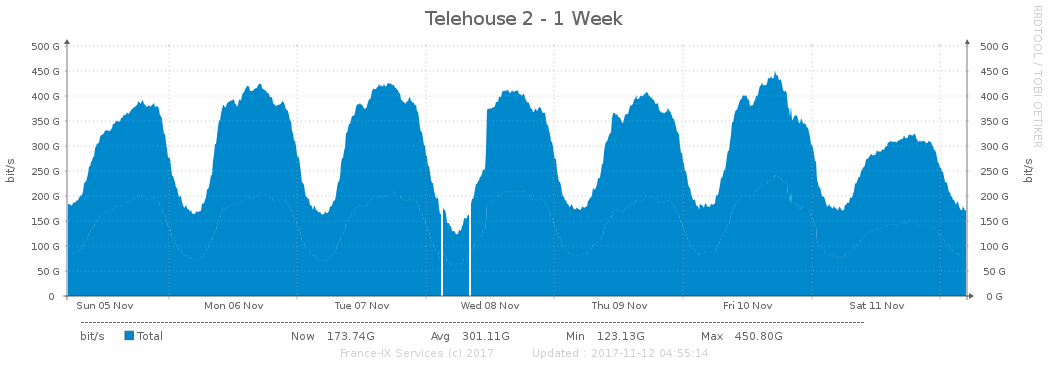 Telehouse 2 - 1 Week
RRDTOOL / TOBI OETIKER
500 G 500 G
450 G 450 G
400 G 400 G
350 G 350 G
300 G 300 G
250 G 250 G
200 G 200 G
150 G 150 G
100 G 100 G
50 G 50 G
0 0 G
bit/s bit/s
Sun 05 Nov Mon 06 Nov Tue 07 Nov Wed 08 Nov Thu 09 Nov Fri 10 Nov Sat 11 Nov
bit/s Total Now 173.74G Avg 301.11G Min 123.13G Max 450.80G
France-IX Services (c) 2017 Updated : 2017-11-12 04:55:14